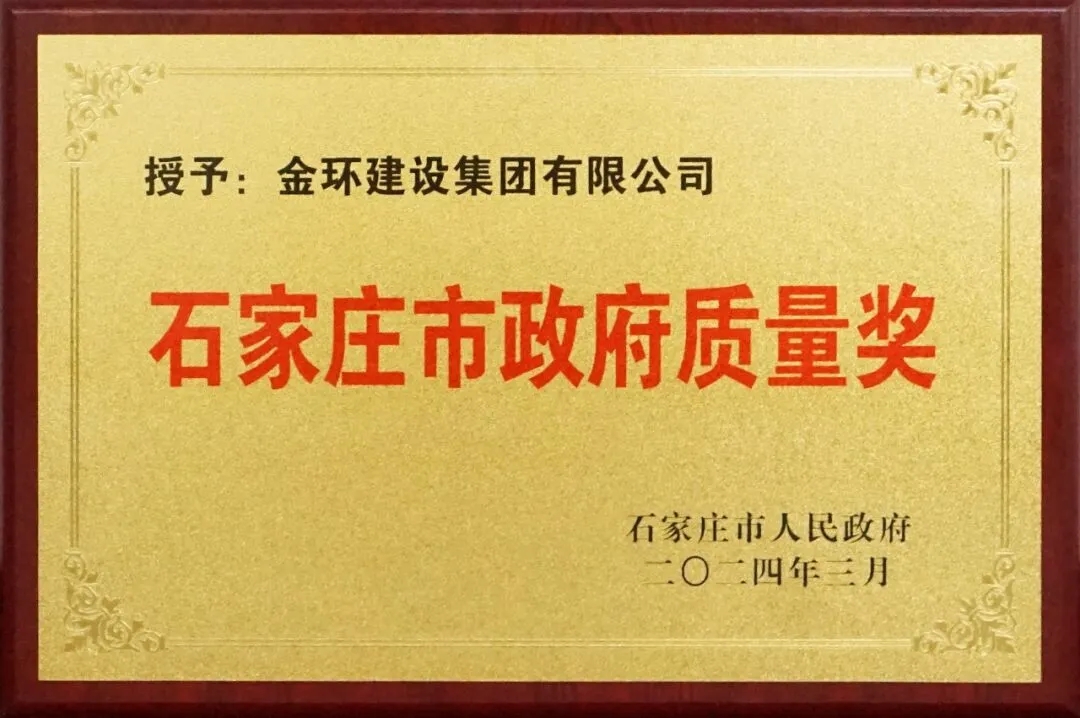 授予：金环建设集团有限公司
石家庄市政府质量奖
石家庄市人民政府
二〇二四年三月